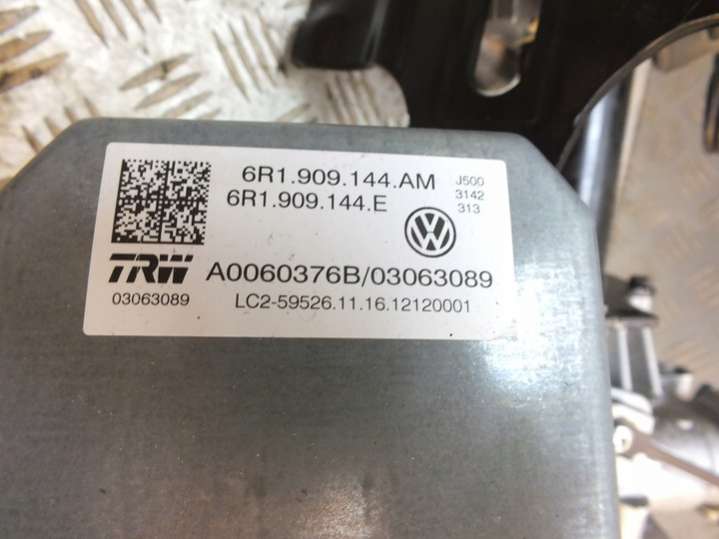 6R1.909.144.AM
6R1.909.144.E
J500
3142
313
TRW
A0060376B/03063089
03063089
LC2-59526.11.16.12120001